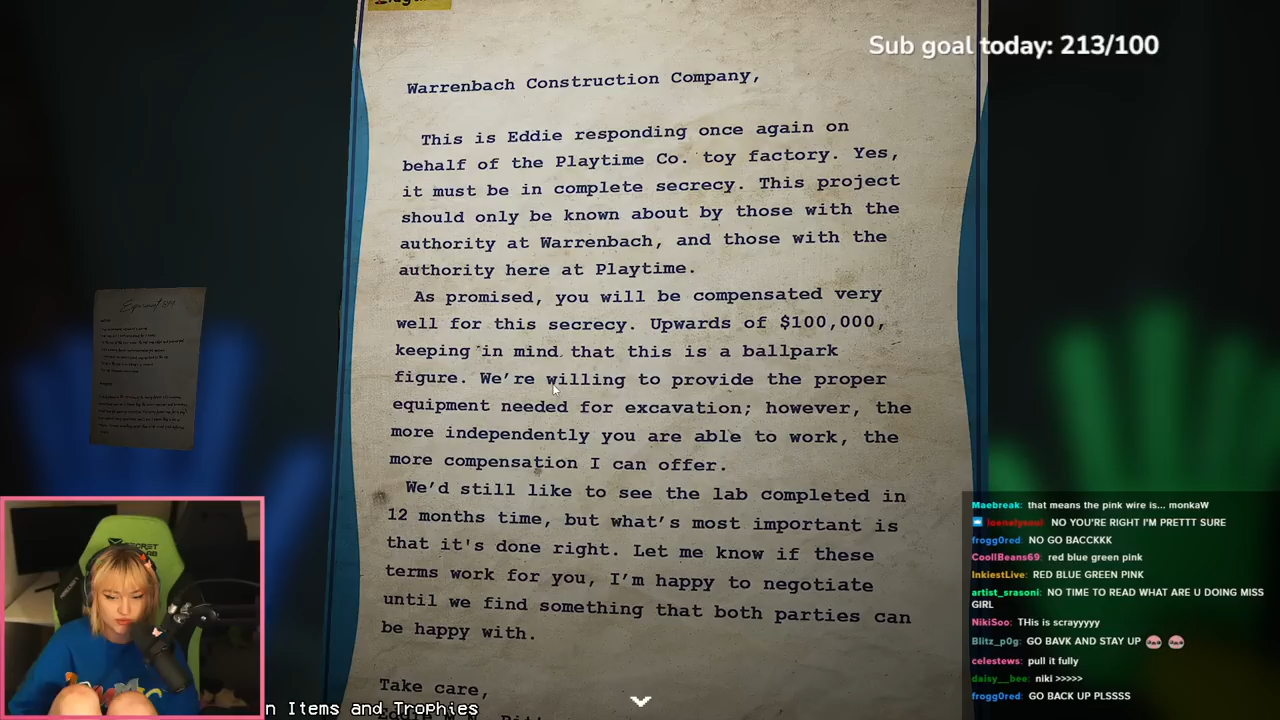 Sub goal today: 213/100
Warrenbach Construction Company,
This is Eddie responding once again on
behalf of the Playtime Co. toy factory. Yes,
it must be in complete secrecy. This project
should only be known about by those with the
authority at Warrenbach, and those with the
authority here at Playtime.
As promised, you will be compensated very
well for this secrecy. Upwards of $100,000,
keeping in mind that this is a ballpark
figure. We're willing to provide the proper
equipment needed for excavation; however, the
more independently you are able to work, the
more compensation I can offer.
We'd still like to see the lab completed in
12 months time, but what's most important is
that it's done right. Let me know if these
terms work for you, I'm happy to negotiate
until we find something that both parties can
be happy with.
Take care,
n Items and Trophies
Maebreak: that means the pink wire is... monkaW
NO YOU'RE RIGHT I'M PRETTT SURE
frogg0red: NO GO BACCKKK
CoollBeans69: red blue green pink
InkiestLive: RED BLUE GREEN PINK
artist_srasoni: NO TIME TO READ WHAT ARE U DOING MISS
GIRL
NikiSoo: THis is scrayyyyy
Blitz_p0g: GO BAVK AND STAY UP
celestews: pull it fully
daisy__bee: niki >>>>>
frogg0red: GO BACK UP PLSSSS